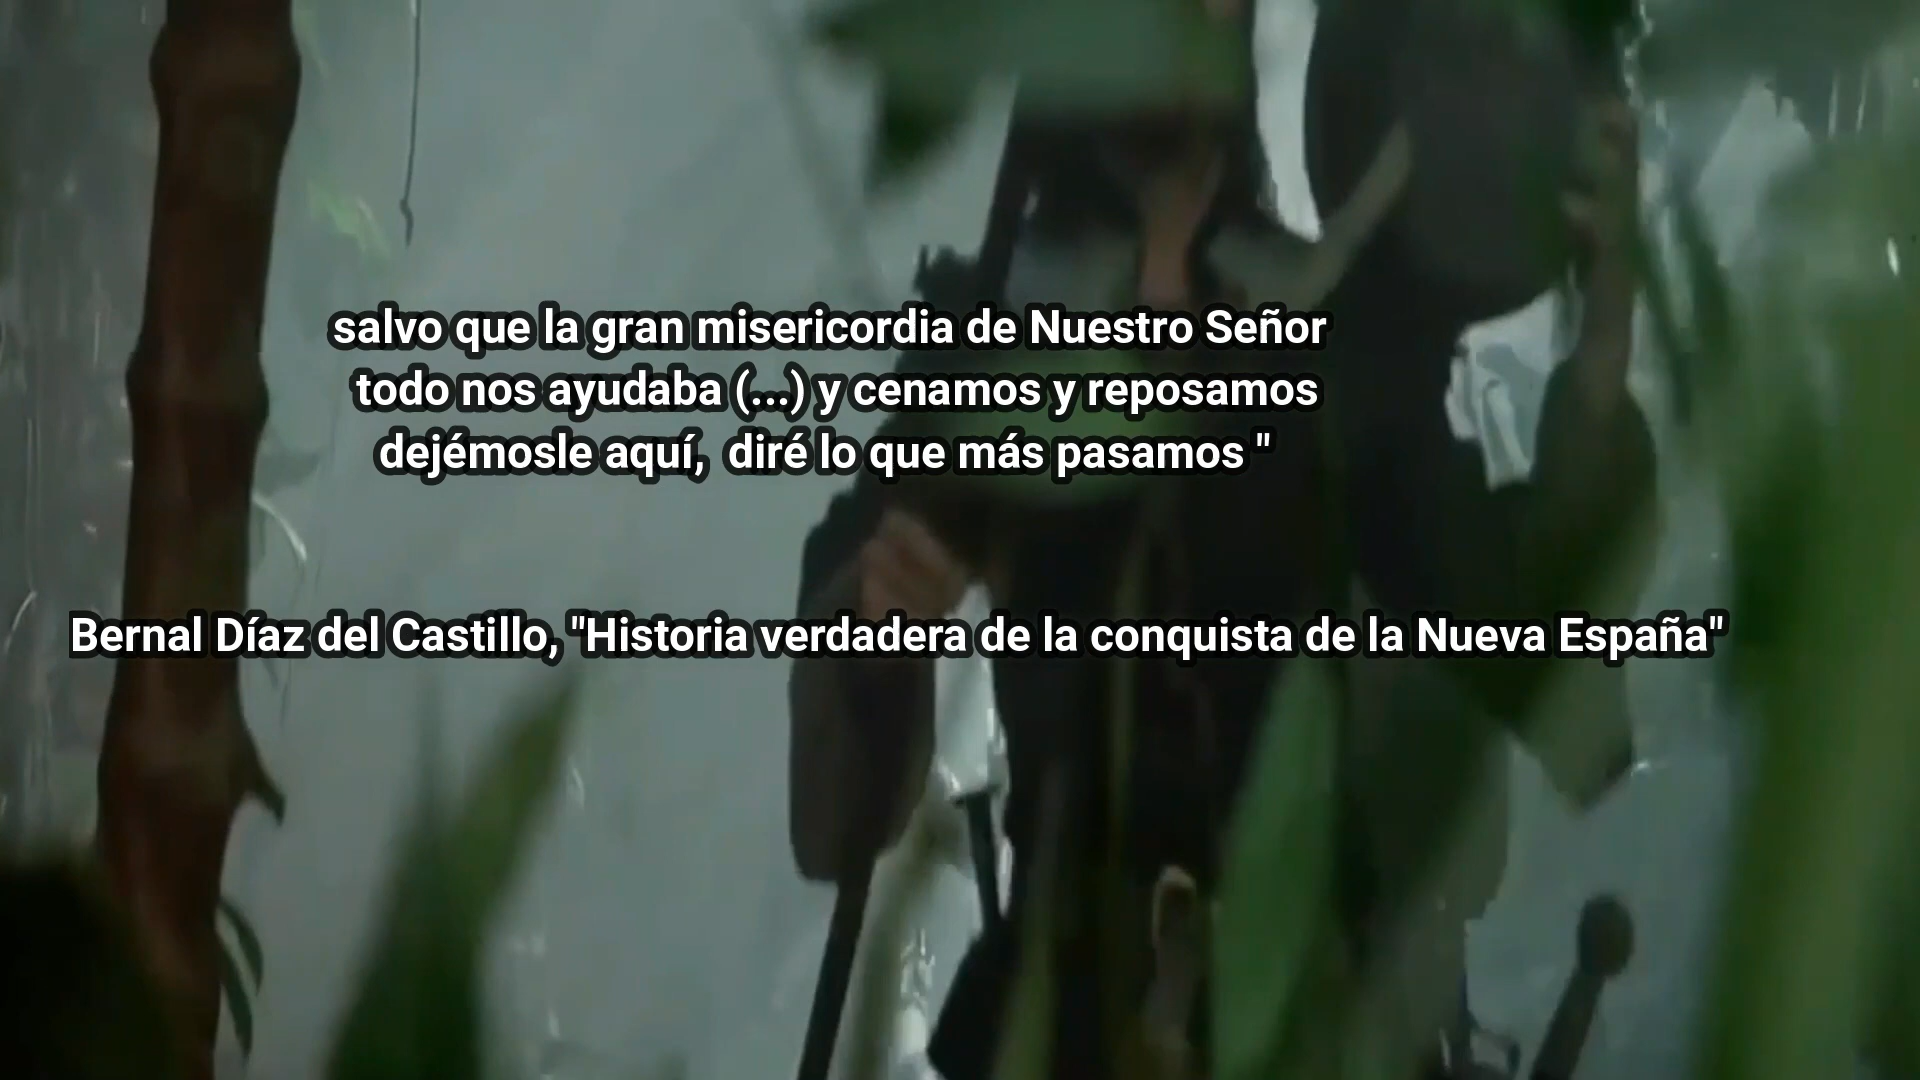 salvo que la gran misericordia de Nuestro Señor
todo nos ayudaba (...) y cenamos y reposamos
dejémosle aquí,  diré lo que más pasamos "
Bernal Díaz del Castillo, "Historia verdadera de la conquista de la Nueva España"